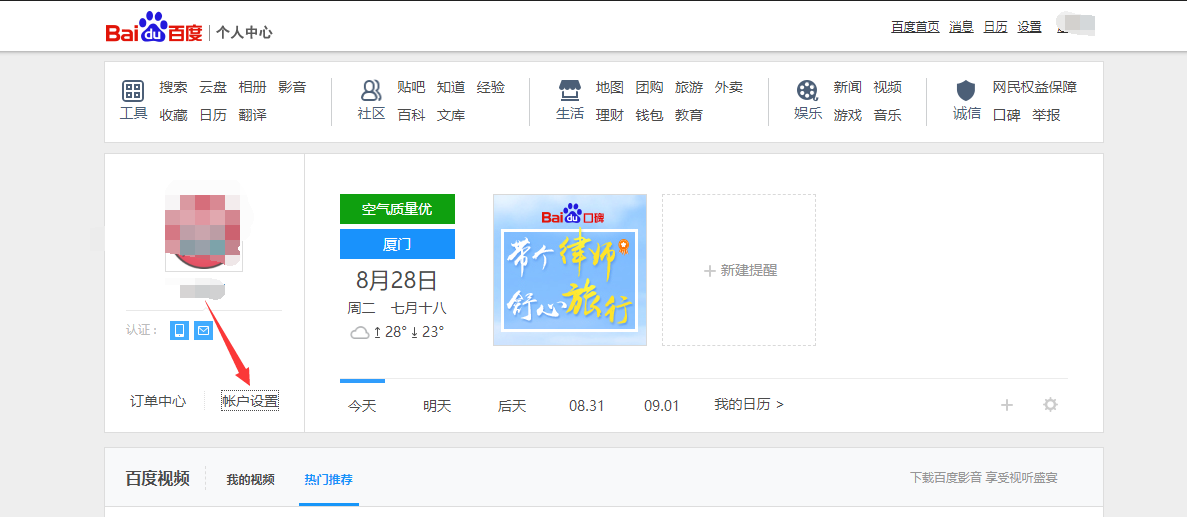 Bai du 百度 个人中心 百度首页 消息 日历 设置
搜索 云盘 相册 影音 贴吧 知道 经验 地图 团购 旅游 外卖 新闻 视频 网民权益保障
工具 收藏 日历 翻译 社区 百科 文库 生活 理财 钱包 教育 娱乐 游戏 音乐 诚信 口碑 举报
认证：
订单中心 帐户设置
空气质量优
厦门
8月28日
周二 七月十八
28° 23°
Bai du 口碑
带个律师
舒心旅行
+ 新建提醒
今天 明天 后天 08.31 09.01 我的日历 >
百度视频 我的视频 热门推荐 下载百度影音 享受视听盛宴